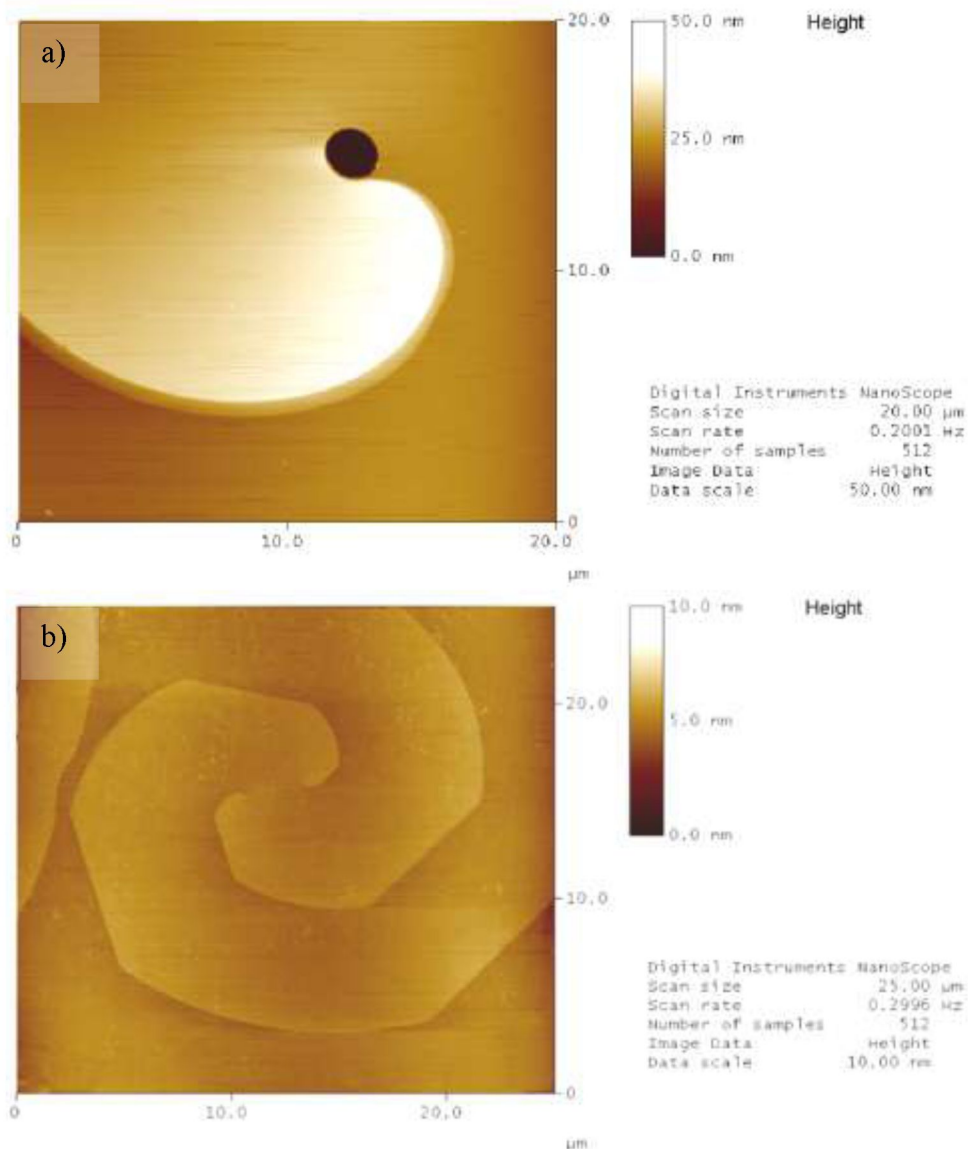 a)
20.0
50.0 nm
Height
25.0 nm
10.0
0.0 nm
Digital Instruments NanoScope
Scan size 20.00 μm
Scan rate 0.2001 Hz
Number of samples 512
Image Data Height
Data scale 50.00 nm
0
0 10.0 20.0
μm
b)
10.0 nm
Height
20.0
5.0 nm
0.0 nm
10.0
Digital Instruments NanoScope
Scan size 25.00 μm
Scan rate 0.2996 Hz
Number of samples 512
Image Data Height
Data scale 10.00 nm
0
0 10.0 20.0
μm